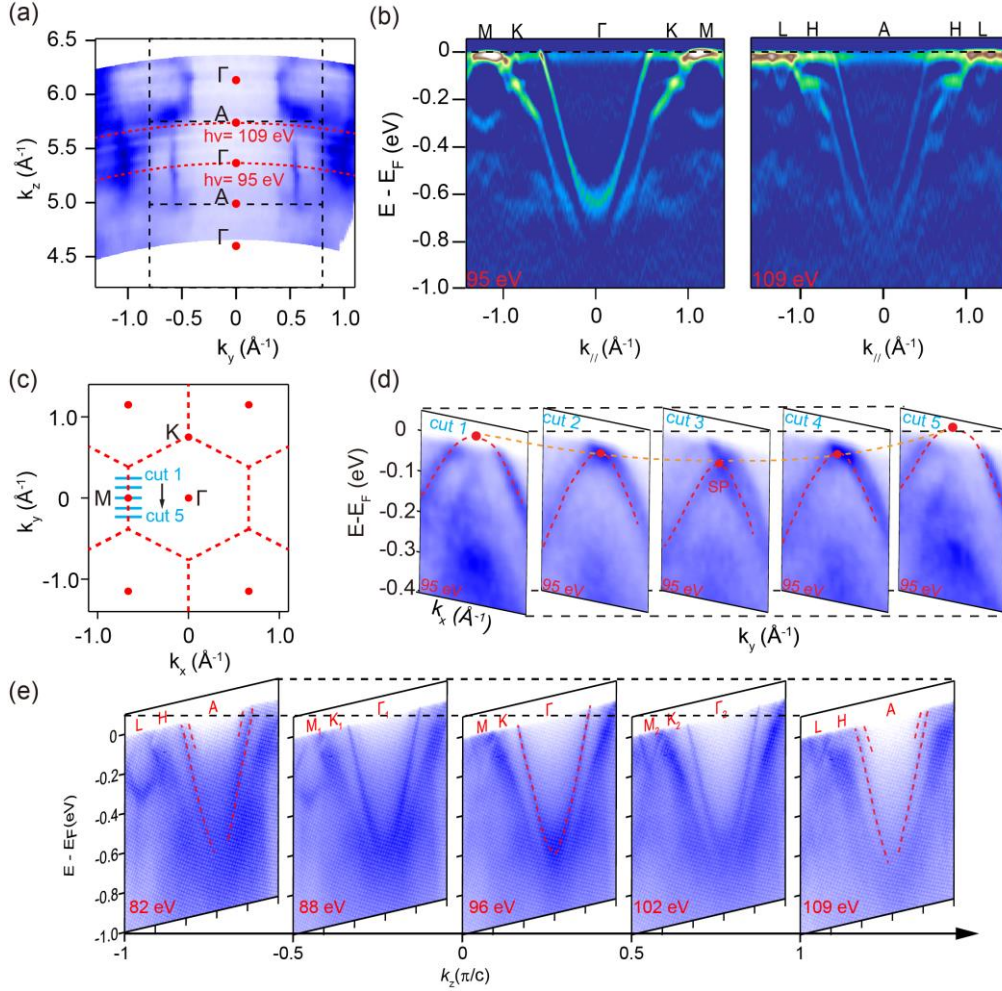 (a)
6.5
6.0
5.5
5.0
4.5
k_z (Å⁻¹)
Γ
A
hν= 109 eV
Γ
hν= 95 eV
A
Γ
-1.0 -0.5 0 0.5 1.0
k_y (Å⁻¹)
(b)
M K Γ K M
L H A H L
0
-0.2
-0.4
-0.6
-0.8
-1.0
E - E_F (eV)
95 eV
109 eV
-1.0 0 1.0
-1.0 0 1.0
k_// (Å⁻¹)
k_// (Å⁻¹)
(c)
1.0
0
-1.0
k_y (Å⁻¹)
K
cut 1
M Γ
cut 5
-1.0 0 1.0
k_x (Å⁻¹)
(d)
cut 1 cut 2 cut 3 cut 4 cut 5
0
-0.1
-0.2
-0.3
-0.4
E-E_F (eV)
SP
95 eV 95 eV 95 eV 95 eV 95 eV
k_x (Å⁻¹)
k_y (Å⁻¹)
(e)
L H A
M₁ K₁ Γ₁
M K Γ
M₂ K₂ Γ₂
L H A
0
-0.2
-0.4
-0.6
-0.8
-1.0
E - E_F (eV)
82 eV 88 eV 96 eV 102 eV 109 eV
-1 -0.5 0 0.5 1
k_z(π/c)